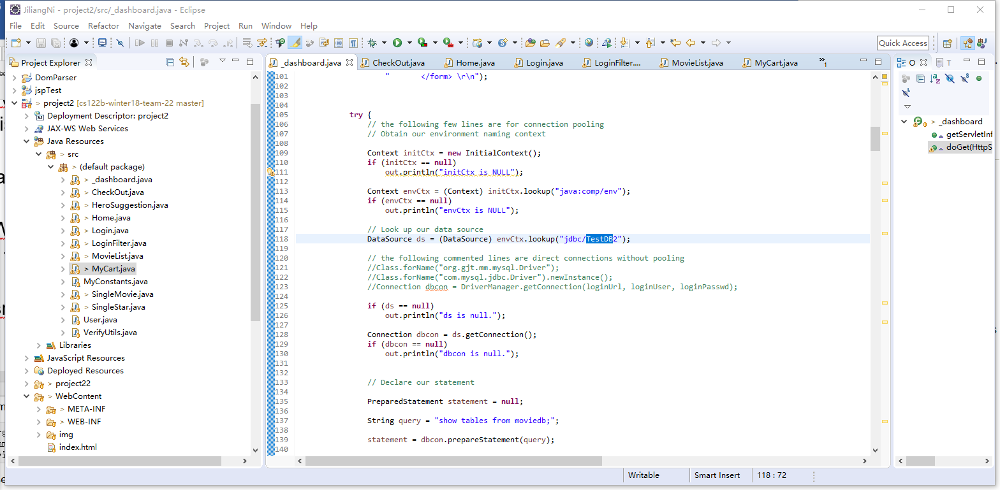 JiliangNi - project2/src/_dashboard.java - Eclipse
File Edit Source Refactor Navigate Search Project Run Window Help
Quick Access
Project Explorer
DomParser
jspTest
> project2 [cs122b-winter18-team-22 master]
Deployment Descriptor: project2
JAX-WS Web Services
Java Resources
> src
> (default package)
> _dashboard.java
> CheckOut.java
> HeroSuggestion.java
> Home.java
> Login.java
> LoginFilter.java
> MovieList.java
> MyCart.java
MyConstants.java
> SingleMovie.java
> SingleStar.java
User.java
VerifyUtils.java
Libraries
JavaScript Resources
Deployed Resources
> project22
> WebContent
> META-INF
> WEB-INF
img
index.html
_dashboard.java CheckOut.java Home.java Login.java LoginFilter.... MovieList.java MyCart.java »1
101 " </form> \r\n");
102
103
104
105 try {
106 // the following few lines are for connection pooling
107 // Obtain our environment naming context
108
109 Context initCtx = new InitialContext();
110 if (initCtx == null)
111 out.println("initCtx is NULL");
112
113 Context envCtx = (Context) initCtx.lookup("java:comp/env");
114 if (envCtx == null)
115 out.println("envCtx is NULL");
116
117 // Look up our data source
118 DataSource ds = (DataSource) envCtx.lookup("jdbc/TestDB2");
119
120 // the following commented lines are direct connections without pooling
121 //Class.forName("org.gjt.mm.mysql.Driver");
122 //Class.forName("com.mysql.jdbc.Driver").newInstance();
123 //Connection dbcon = DriverManager.getConnection(loginUrl, loginUser, loginPasswd);
124
125 if (ds == null)
126 out.println("ds is null.");
127
128 Connection dbcon = ds.getConnection();
129 if (dbcon == null)
130 out.println("dbcon is null.");
131
132
133 // Declare our statement
134
135 PreparedStatement statement = null;
136
137 String query = "show tables from moviedb;";
138
139 statement = dbcon.prepareStatement(query);
140
O T
> _dashboard
getServletInf
doGet(HttpS
Writable Smart Insert 118 : 72